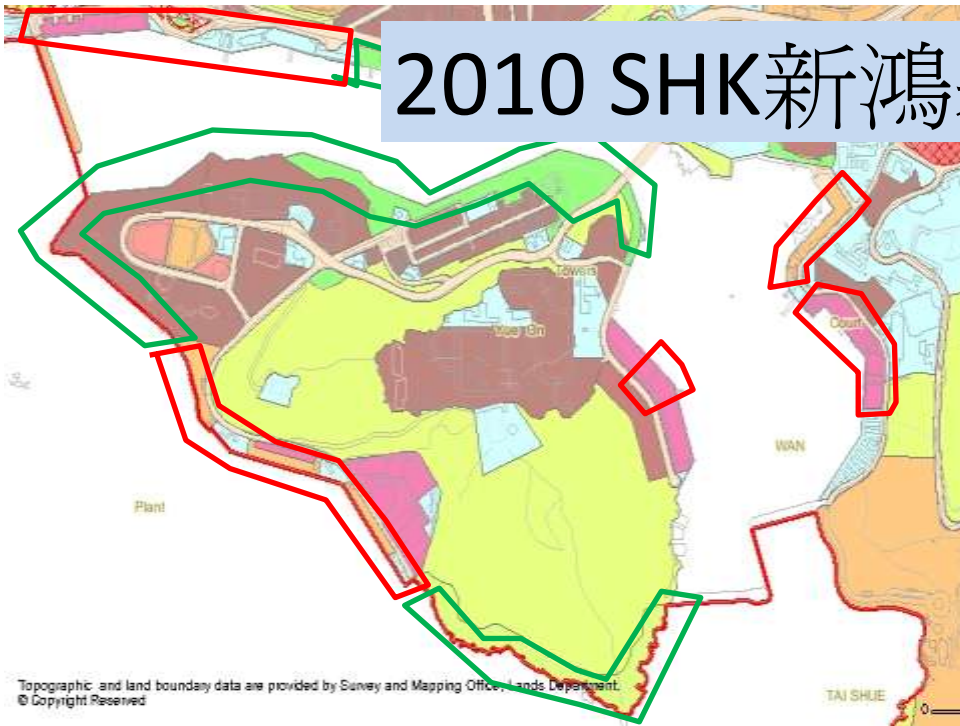 2010 SHK新鴻
Towers
Court
WAN
Plant
Topographic and land boundary data are provided by Survey and Mapping Office, Lands Department.
© Copyright Reserved
TAI SHUE
0